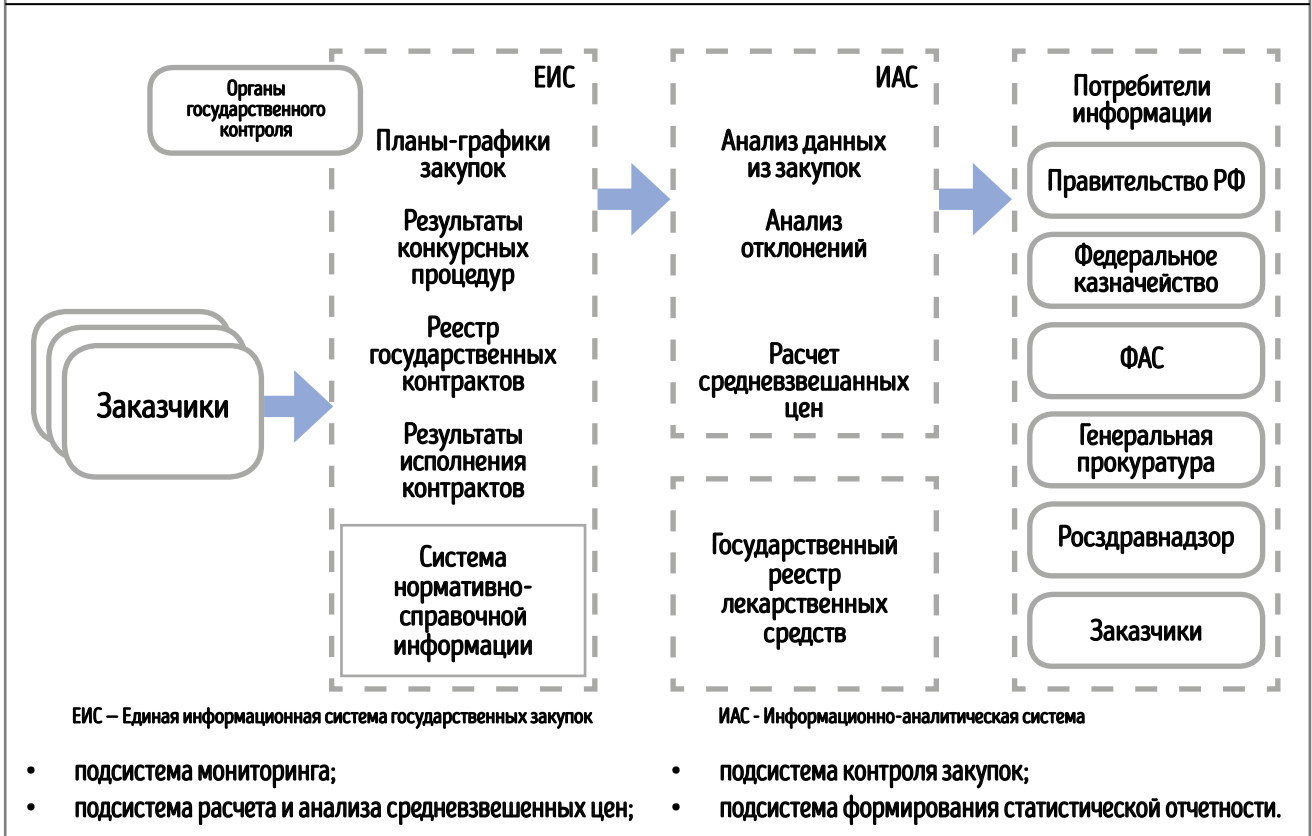 Органы
государственного
контроля
ЕИС
Планы-графики
закупок
Результаты
конкурсных
процедур
Реестр
государственных
контрактов
Результаты
исполнения
контрактов
Система
нормативно-
справочной
информации
Заказчики
ИАС
Анализ данных
из закупок
Анализ
отклонений
Расчет
средневзвешанных
цен
Государственный
реестр
лекарственных
средств
Потребители
информации
Правительство РФ
Федеральное
казначейство
ФАС
Генеральная
прокуратура
Росздравнадзор
Заказчики
ЕИС – Единая информационная система государственных закупок
ИАС - Информационно-аналитическая система
• подсистема мониторинга;
• подсистема расчета и анализа средневзвешенных цен;
• подсистема контроля закупок;
• подсистема формирования статистической отчетности.